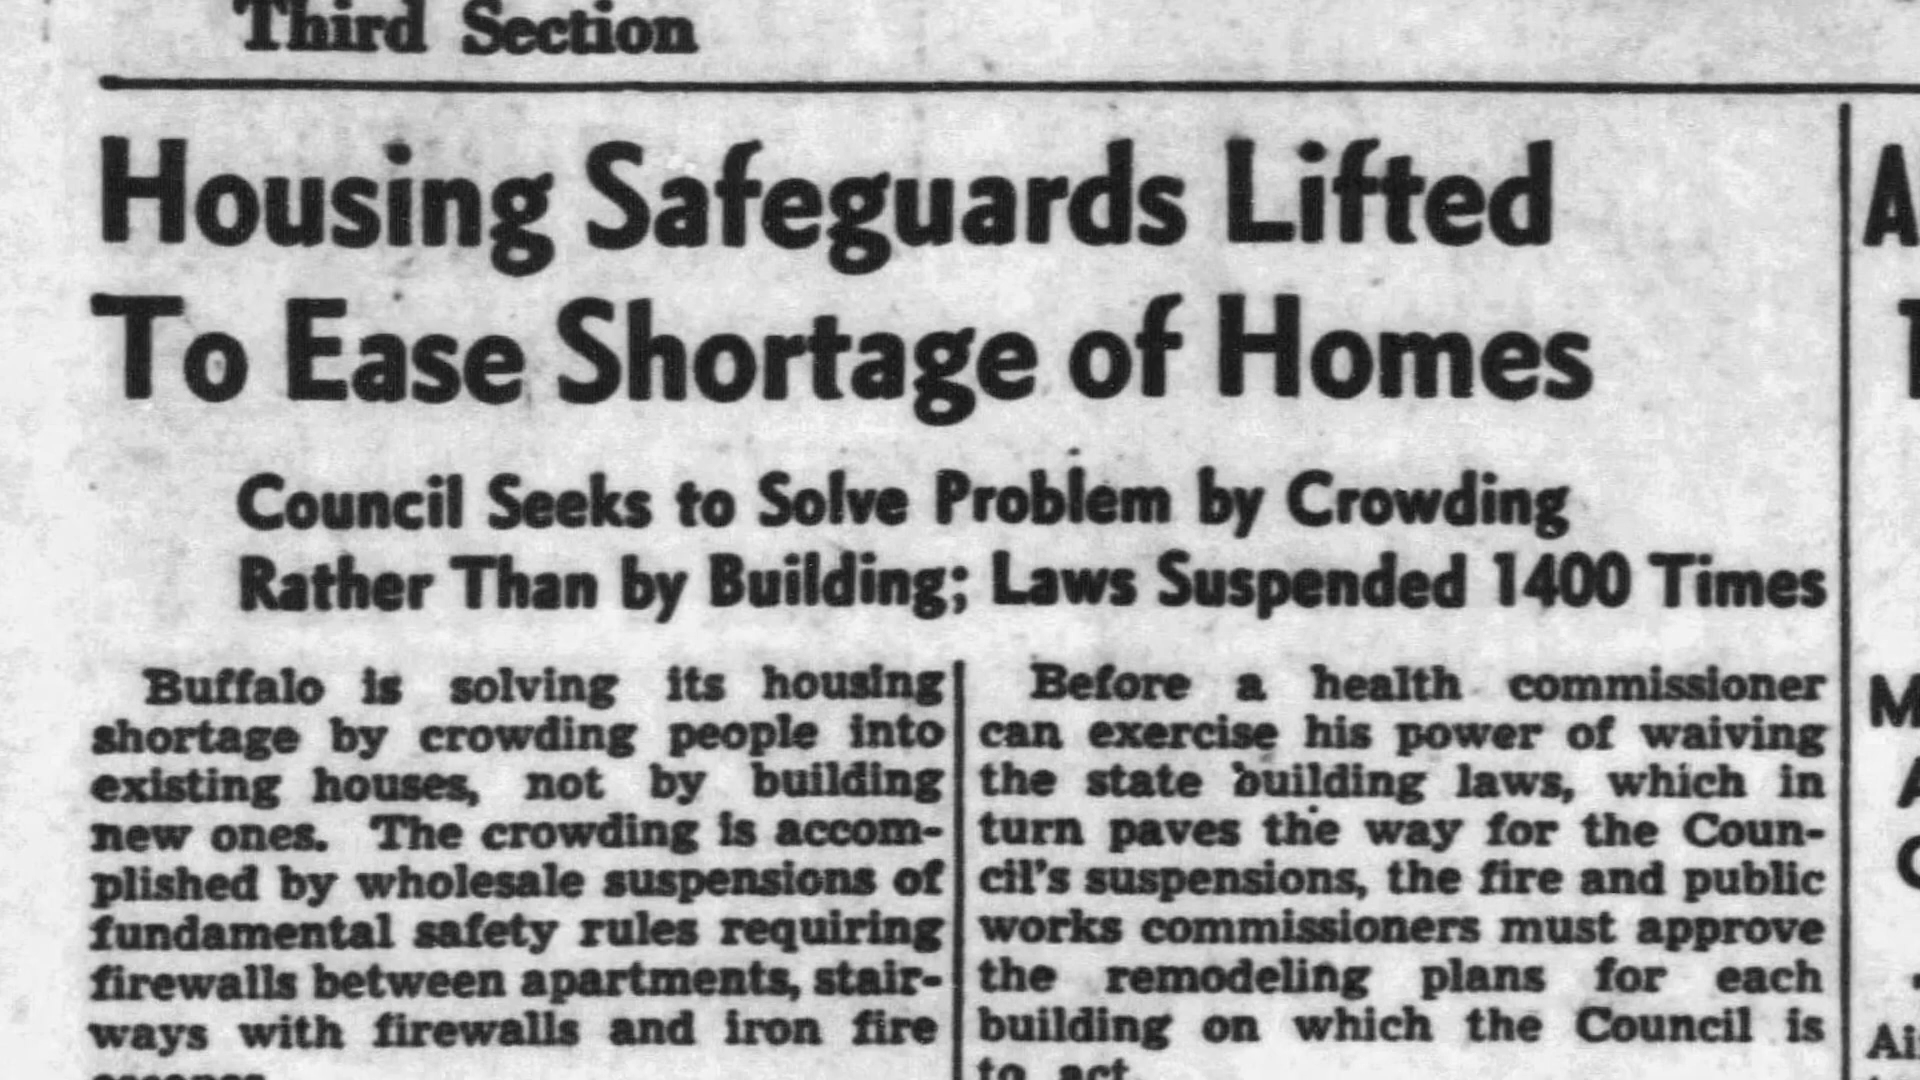 Third Section
Housing Safeguards Lifted
To Ease Shortage of Homes
Council Seeks to Solve Problem by Crowding
Rather Than by Building; Laws Suspended 1400 Times
Buffalo is solving its housing
shortage by crowding people into
existing houses, not by building
new ones. The crowding is accom-
plished by wholesale suspensions of
fundamental safety rules requiring
firewalls between apartments, stair-
ways with firewalls and iron fire
Before a health commissioner
can exercise his power of waiving
the state building laws, which in
turn paves the way for the Coun-
cil's suspensions, the fire and public
works commissioners must approve
the remodeling plans for each
building on which the Council is
to act.